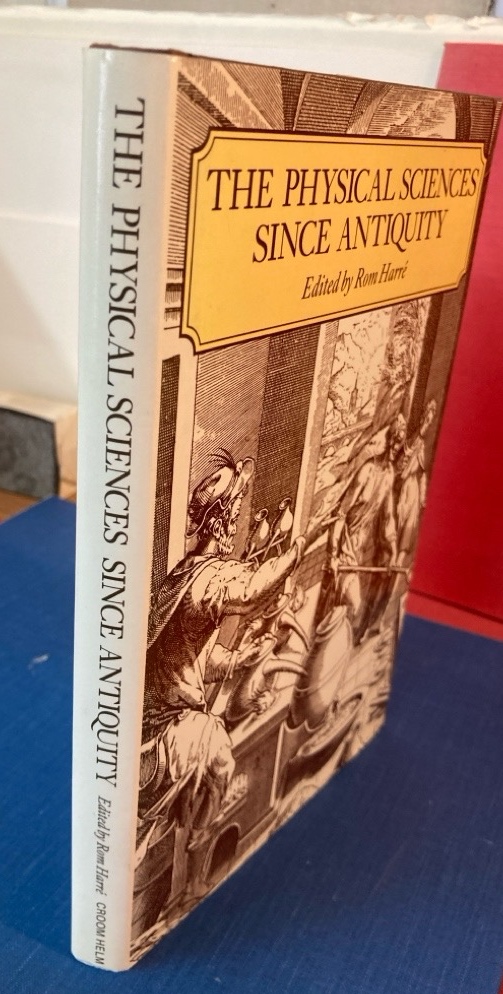 THE PHYSICAL SCIENCES SINCE ANTIQUITY Edited by Rom Harré CROOM HELM
THE PHYSICAL SCIENCES
SINCE ANTIQUITY
Edited by Rom Harré